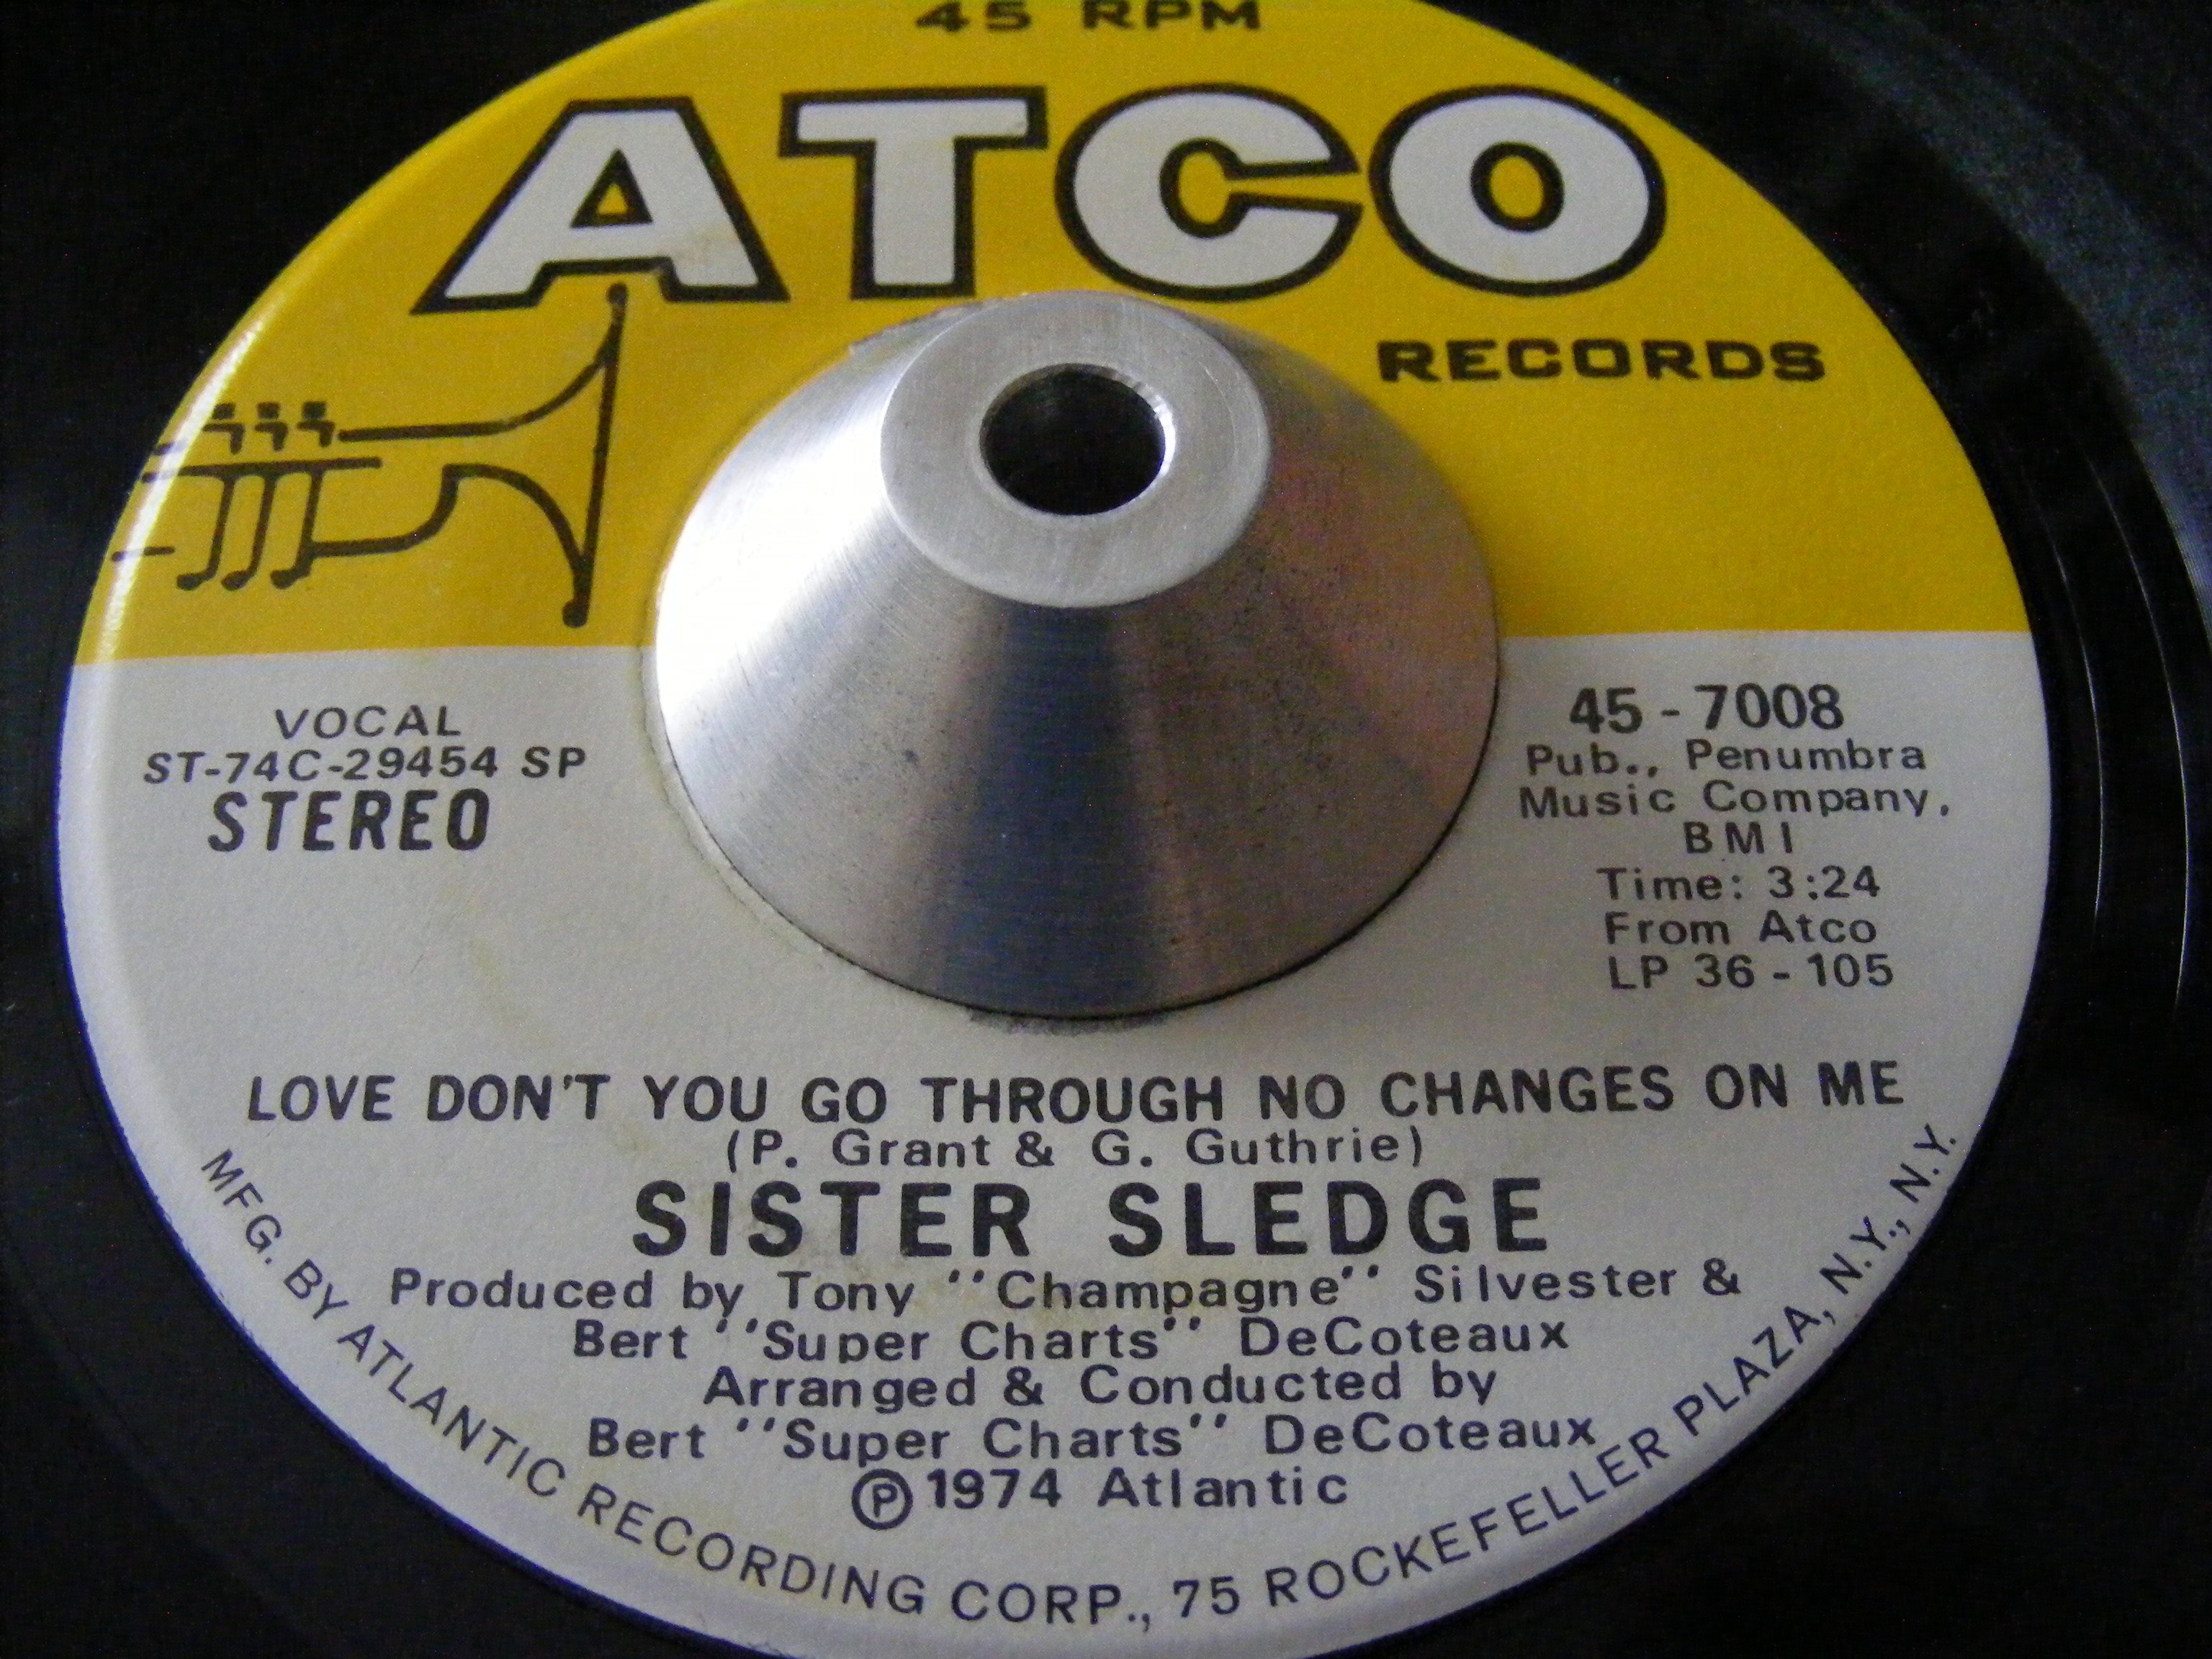 45 RPM
ATCO
RECORDS
VOCAL
ST-74C-29454 SP
STEREO
45-7008
Pub., Penumbra
Music Company,
BMI
Time: 3:24
From Atco
LP 36-105
LOVE DON'T YOU GO THROUGH NO CHANGES ON ME
(P. Grant & G. Guthrie)
SISTER SLEDGE
Produced by Tony "Champagne" Silvester &
Bert "Super Charts" DeCoteaux
Arranged & Conducted by
Bert "Super Charts" DeCoteaux
Ⓟ1974 Atlantic
MFG. BY ATLANTIC RECORDING CORP., 75 ROCKEFELLER PLAZA, N.Y., N.Y.